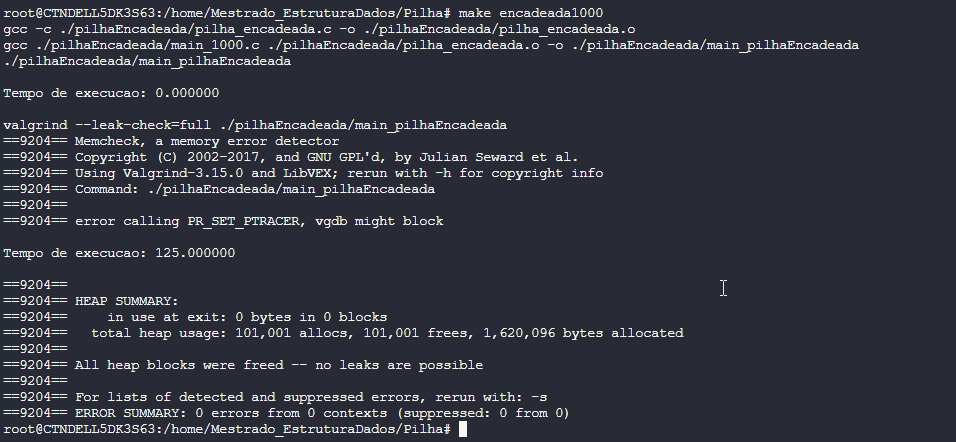 root@CTNDELL5DK3S63:/home/Mestrado_EstruturaDados/Pilha# make encadeada1000
gcc -c ./pilhaEncadeada/pilha_encadeada.c -o ./pilhaEncadeada/pilha_encadeada.o
gcc ./pilhaEncadeada/main_1000.c ./pilhaEncadeada/pilha_encadeada.o -o ./pilhaEncadeada/main_pilhaEncadeada
./pilhaEncadeada/main_pilhaEncadeada
Tempo de execucao: 0.000000
valgrind --leak-check=full ./pilhaEncadeada/main_pilhaEncadeada
==9204== Memcheck, a memory error detector
==9204== Copyright (C) 2002-2017, and GNU GPL'd, by Julian Seward et al.
==9204== Using Valgrind-3.15.0 and LibVEX; rerun with -h for copyright info
==9204== Command: ./pilhaEncadeada/main_pilhaEncadeada
==9204==
==9204== error calling PR_SET_PTRACER, vgdb might block
Tempo de execucao: 125.000000
==9204==
==9204== HEAP SUMMARY:
==9204==     in use at exit: 0 bytes in 0 blocks
==9204==   total heap usage: 101,001 allocs, 101,001 frees, 1,620,096 bytes allocated
==9204==
==9204== All heap blocks were freed -- no leaks are possible
==9204==
==9204== For lists of detected and suppressed errors, rerun with: -s
==9204== ERROR SUMMARY: 0 errors from 0 contexts (suppressed: 0 from 0)
root@CTNDELL5DK3S63:/home/Mestrado_EstruturaDados/Pilha#